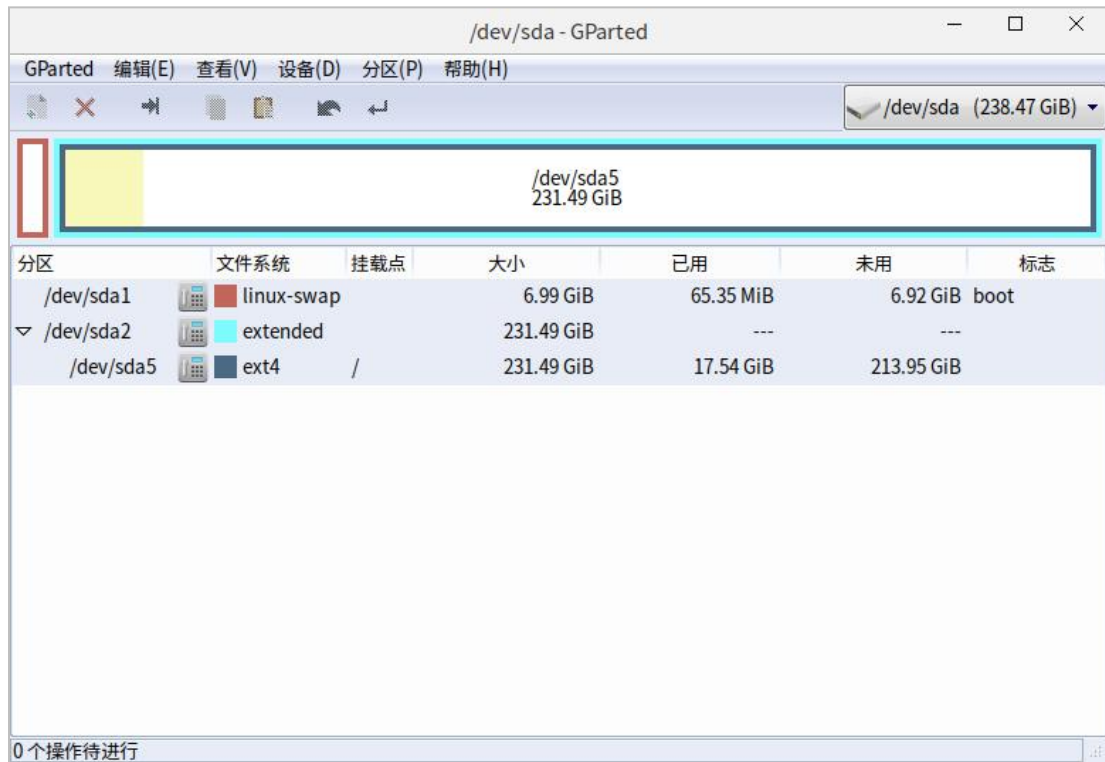 /dev/sda - GParted
GParted 编辑(E) 查看(V) 设备(D) 分区(P) 帮助(H)
/dev/sda (238.47 GiB)
/dev/sda5
231.49 GiB
分区 文件系统 挂载点 大小 已用 未用 标志
/dev/sda1 linux-swap 6.99 GiB 65.35 MiB 6.92 GiB boot
/dev/sda2 extended 231.49 GiB --- ---
/dev/sda5 ext4 / 231.49 GiB 17.54 GiB 213.95 GiB
0 个操作待进行